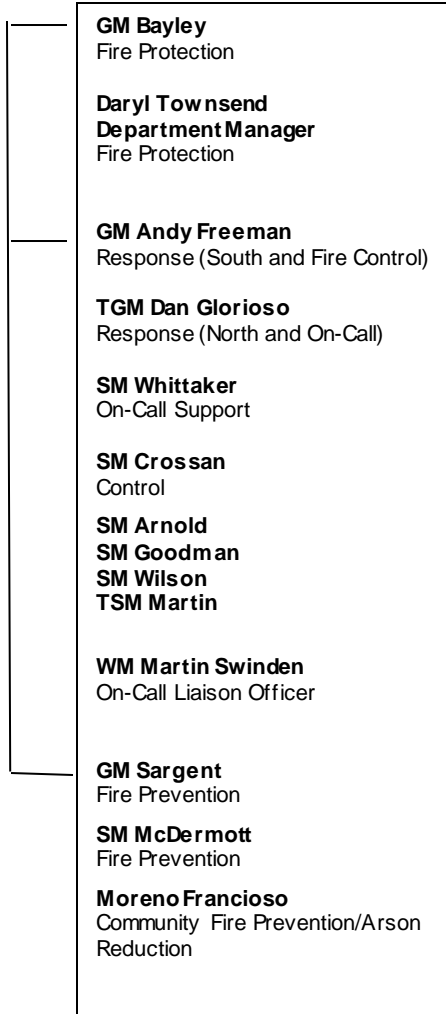 GM Bayley
Fire Protection
Daryl Townsend
Department Manager
Fire Protection
GM Andy Freeman
Response (South and Fire Control)
TGM Dan Glorioso
Response (North and On-Call)
SM Whittaker
On-Call Support
SM Crossan
Control
SM Arnold
SM Goodman
SM Wilson
TSM Martin
WM Martin Swinden
On-Call Liaison Officer
GM Sargent
Fire Prevention
SM McDermott
Fire Prevention
Moreno Francioso
Community Fire Prevention/Arson
Reduction